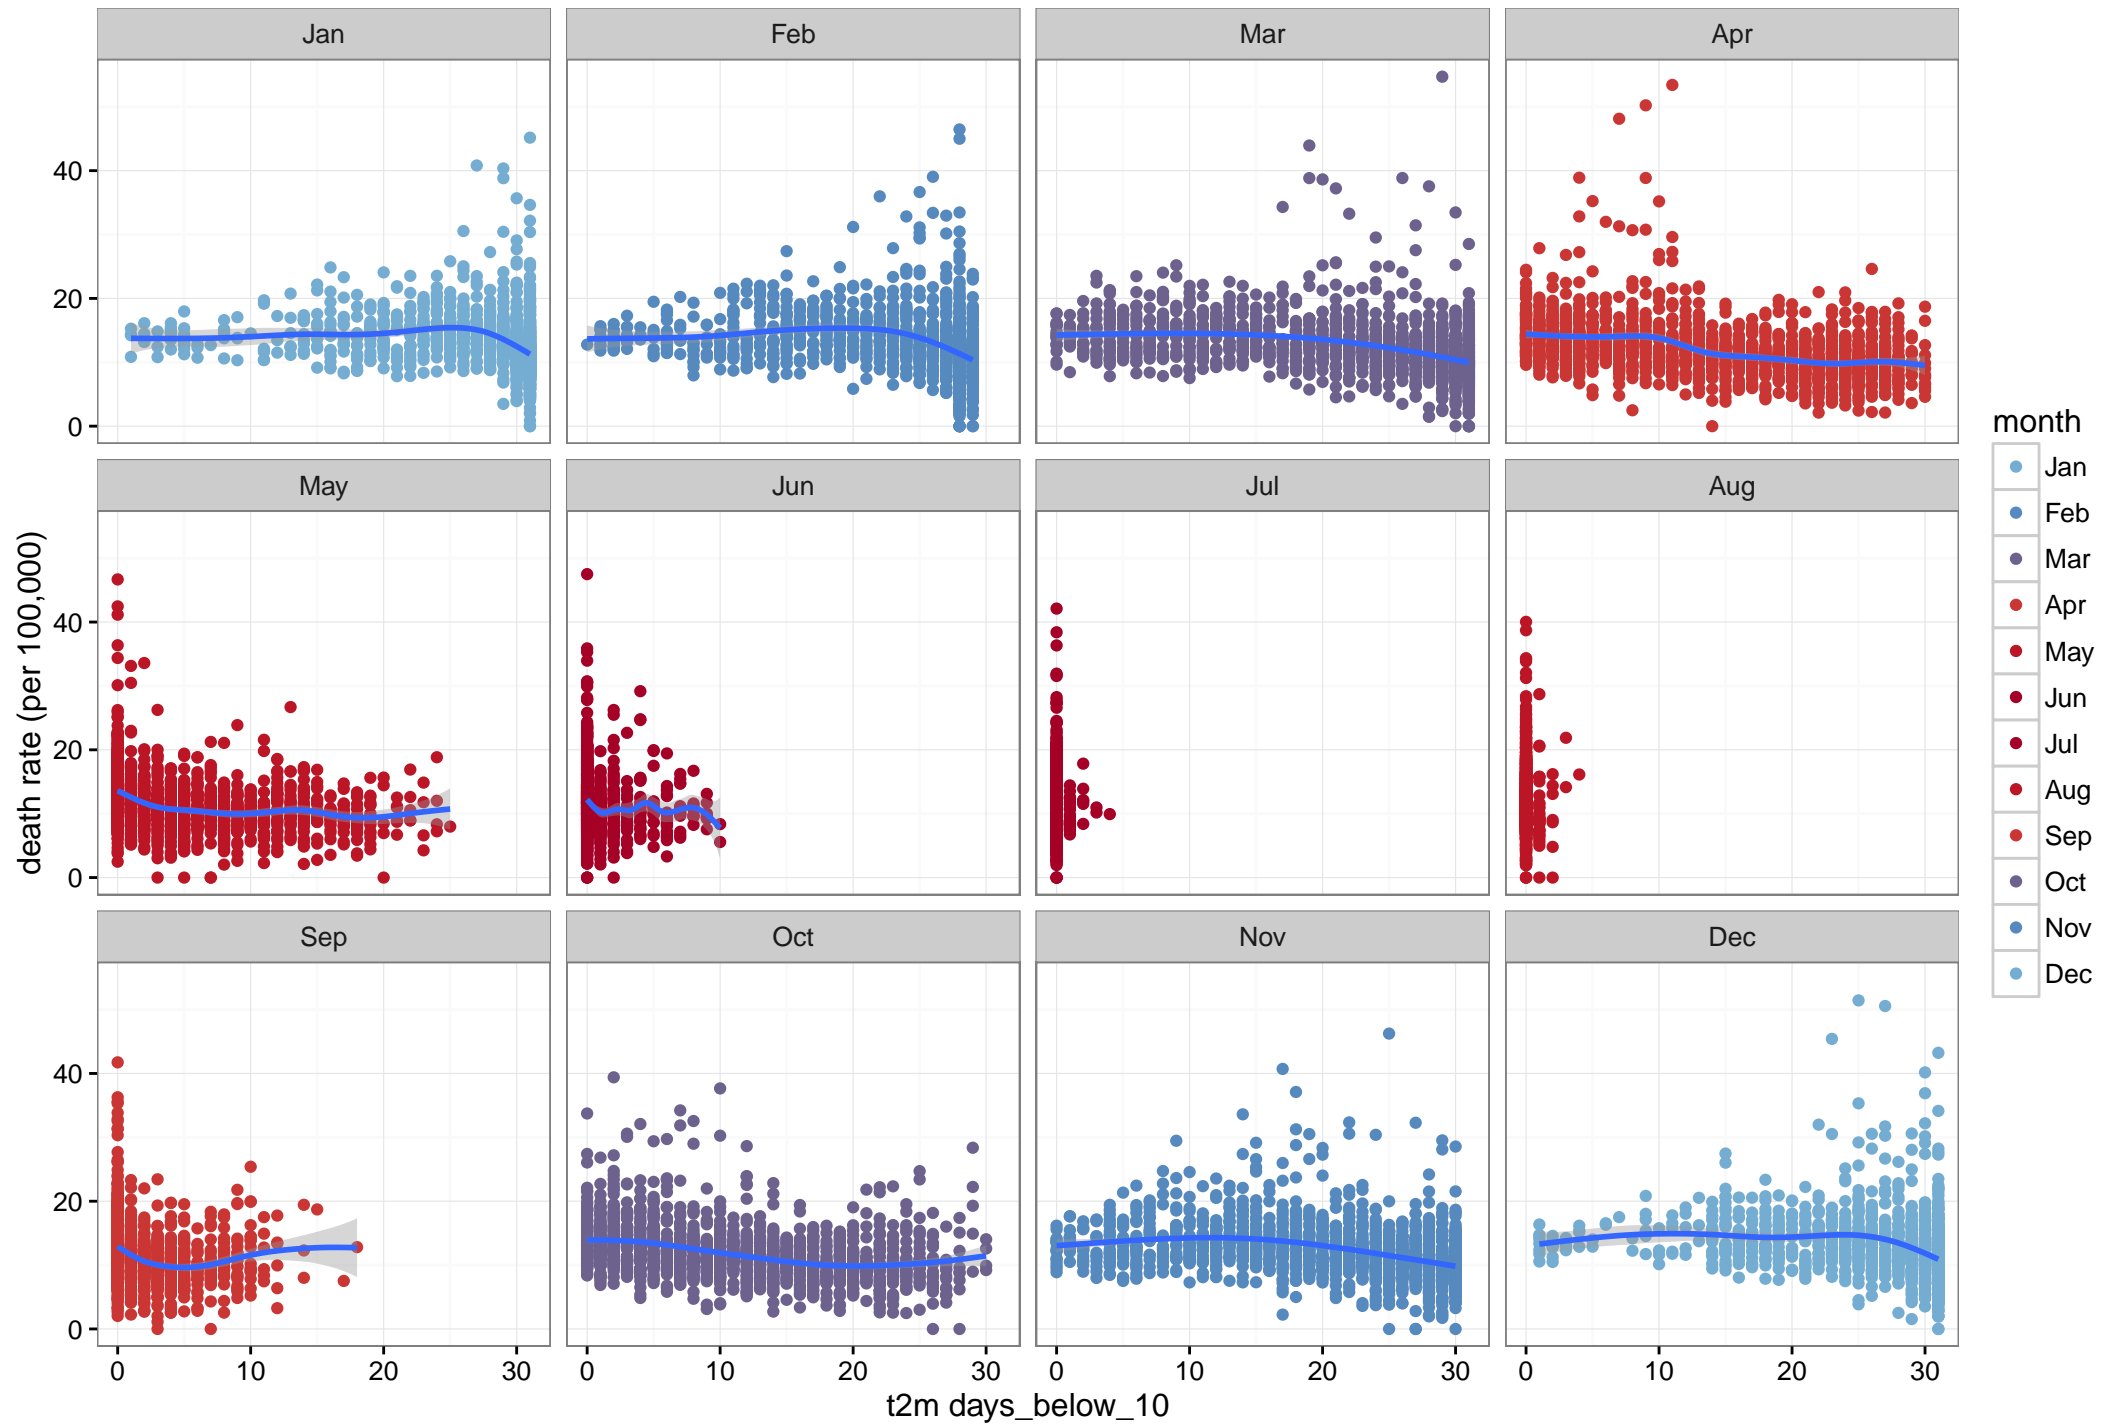 Jan Feb Mar Apr
40
20
0
May Jun Jul Aug
40
20
0
Sep Oct Nov Dec
40
20
0
0 10 20 30 0 10 20 30 0 10 20 30 0 10 20 30
t2m days_below_10
death rate (per 100,000)
month
Jan
Feb
Mar
Apr
May
Jun
Jul
Aug
Sep
Oct
Nov
Dec